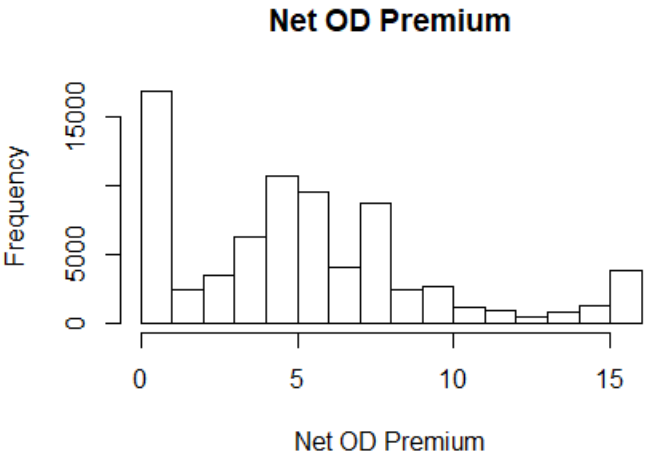 Net OD Premium
Frequency
15000
5000
0
0 5 10 15
Net OD Premium